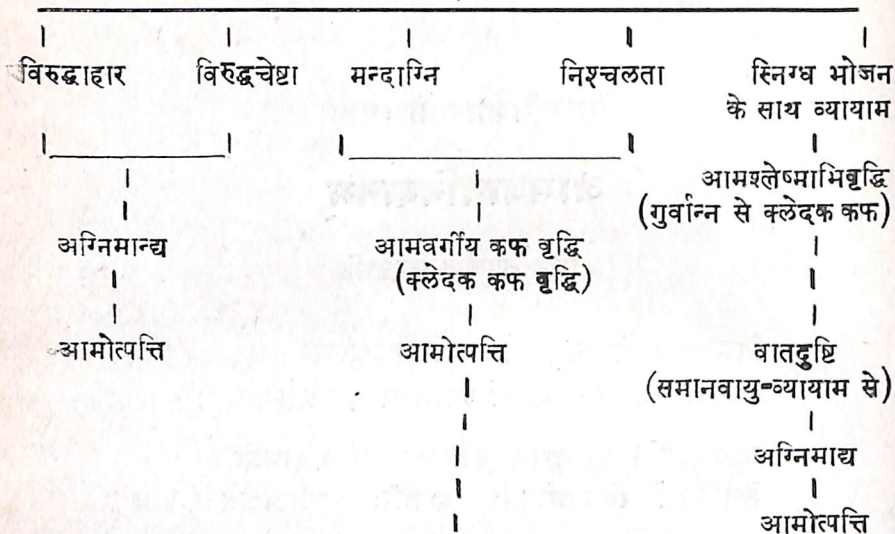 विरुद्धाहार विरुद्धचेष्टा मन्दाग्नि निश्चलता स्निग्ध भोजन
के साथ व्यायाम
आमश्लेष्माभिवृद्धि
(गुर्वान्न से क्लेदक कफ)
अग्निमान्द्य आमवर्गीय कफ वृद्धि
(क्लेदक कफ वृद्धि)
आमोत्पत्ति आमोत्पत्ति वातदुष्टि
(समानवायु=व्यायाम से)
अग्निमाद्य
आमोत्पत्ति